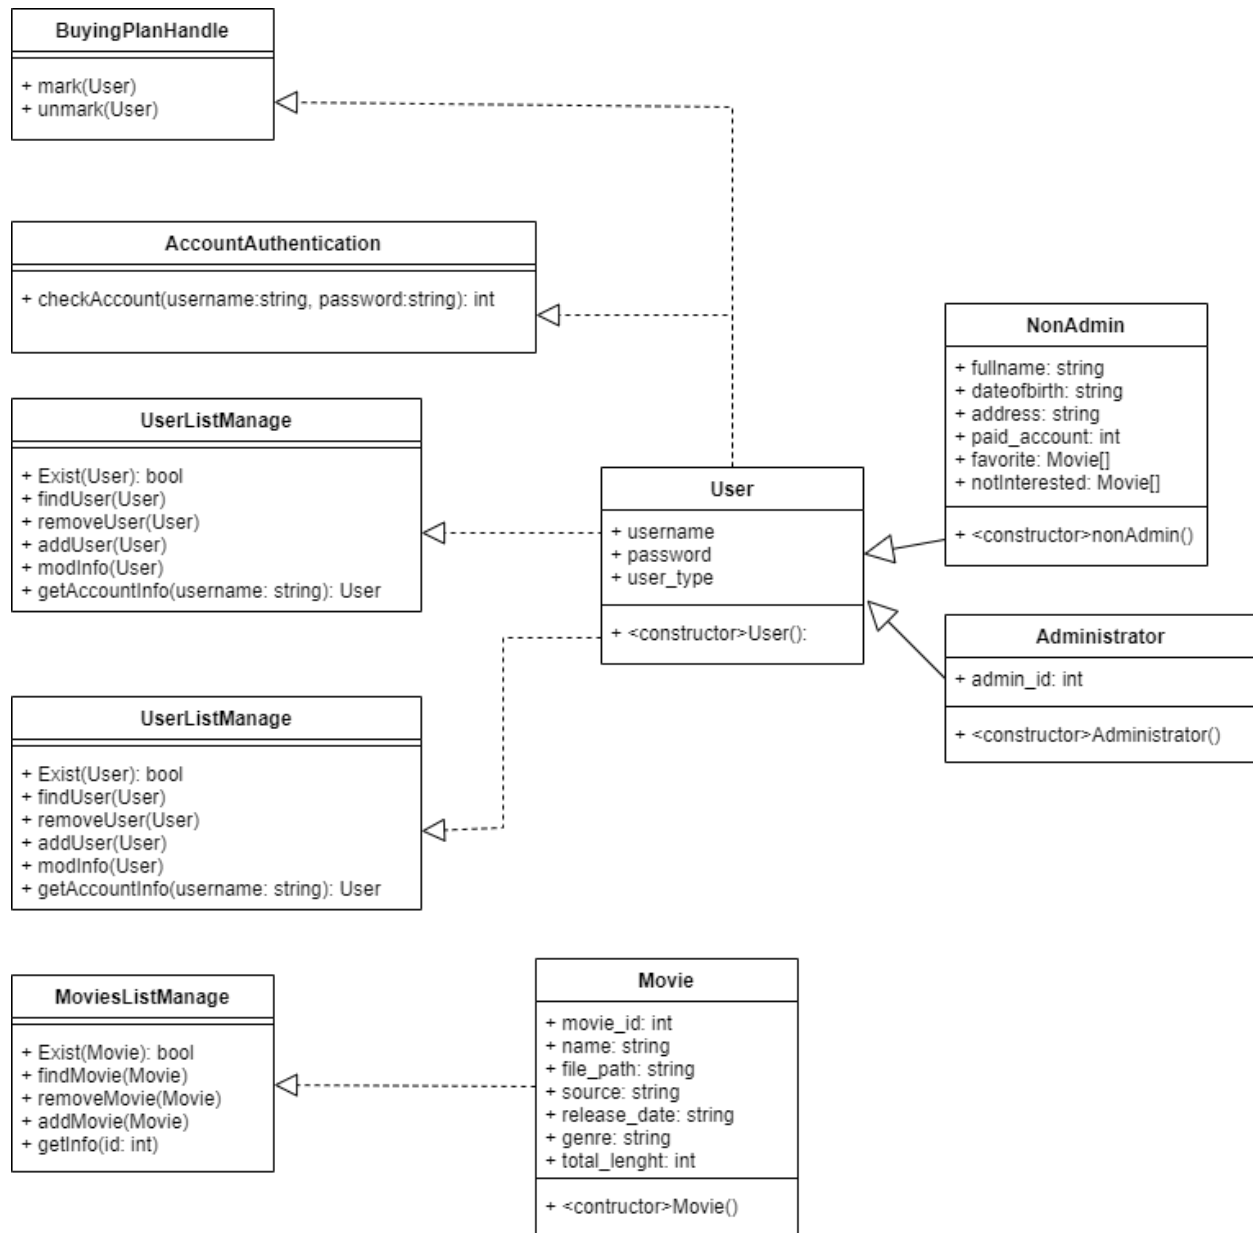 BuyingPlanHandle
+ mark(User)
+ unmark(User)
AccountAuthentication
+ checkAccount(username:string, password:string): int
UserListManage
+ Exist(User): bool
+ findUser(User)
+ removeUser(User)
+ addUser(User)
+ modInfo(User)
+ getAccountInfo(username: string): User
User
+ username
+ password
+ user_type
+ <constructor>User():
NonAdmin
+ fullname: string
+ dateofbirth: string
+ address: string
+ paid_account: int
+ favorite: Movie[]
+ notInterested: Movie[]
+ <constructor>nonAdmin()
Administrator
+ admin_id: int
+ <constructor>Administrator()
UserListManage
+ Exist(User): bool
+ findUser(User)
+ removeUser(User)
+ addUser(User)
+ modInfo(User)
+ getAccountInfo(username: string): User
MoviesListManage
+ Exist(Movie): bool
+ findMovie(Movie)
+ removeMovie(Movie)
+ addMovie(Movie)
+ getInfo(id: int)
Movie
+ movie_id: int
+ name: string
+ file_path: string
+ source: string
+ release_date: string
+ genre: string
+ total_lenght: int
+ <contructor>Movie()